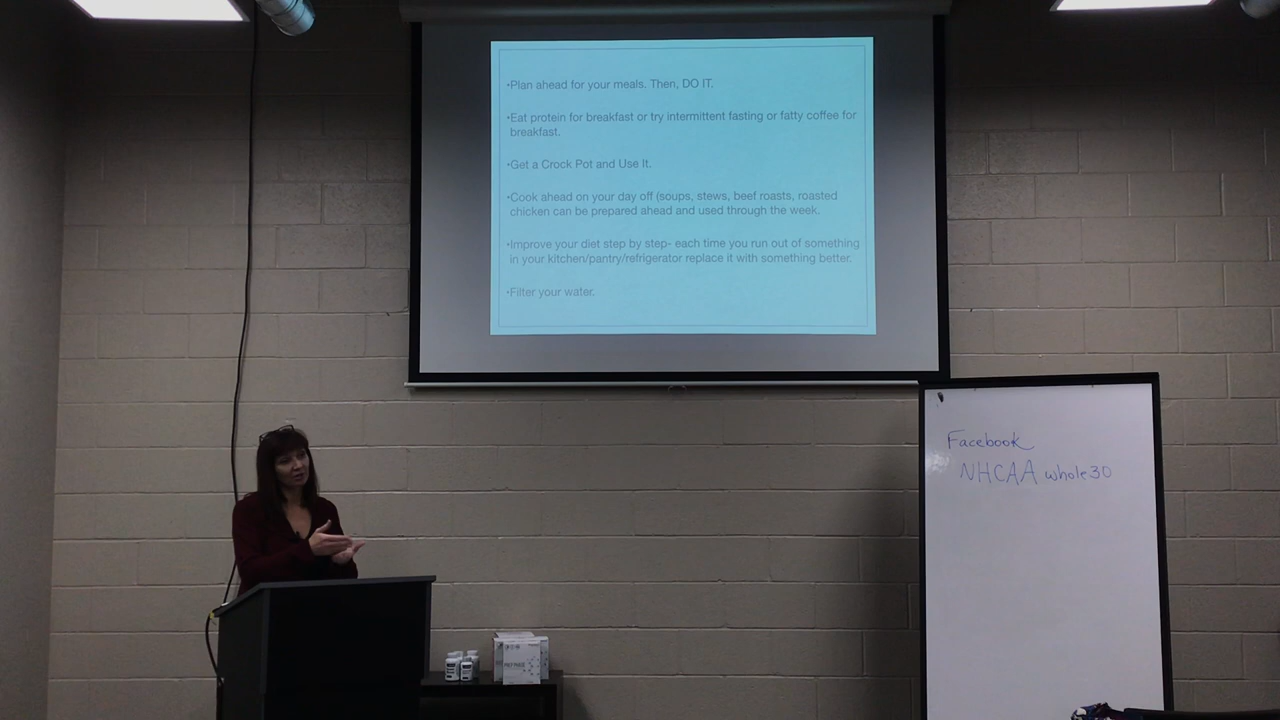 •Plan ahead for your meals. Then, DO IT.
•Eat protein for breakfast or try intermittent fasting or fatty coffee for
breakfast.
•Get a Crock Pot and Use It.
•Cook ahead on your day off (soups, stews, beef roasts, roasted
chicken can be prepared ahead and used through the week.
•Improve your diet step by step- each time you run out of something
in your kitchen/pantry/refrigerator replace it with something better.
•Filter your water.
Facebook
NHCAA whole30